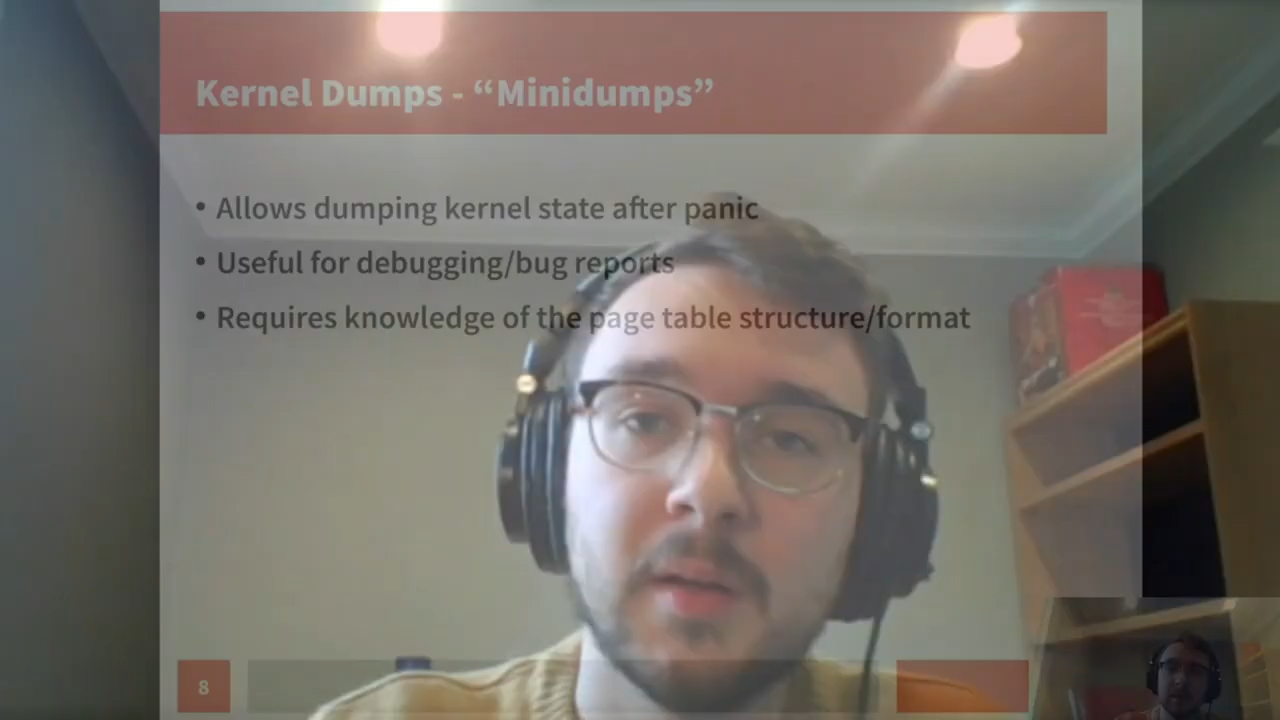 Kernel Dumps - “Minidumps”
• Allows dumping kernel state after panic
• Useful for debugging/bug reports
• Requires knowledge of the page table structure/format
8